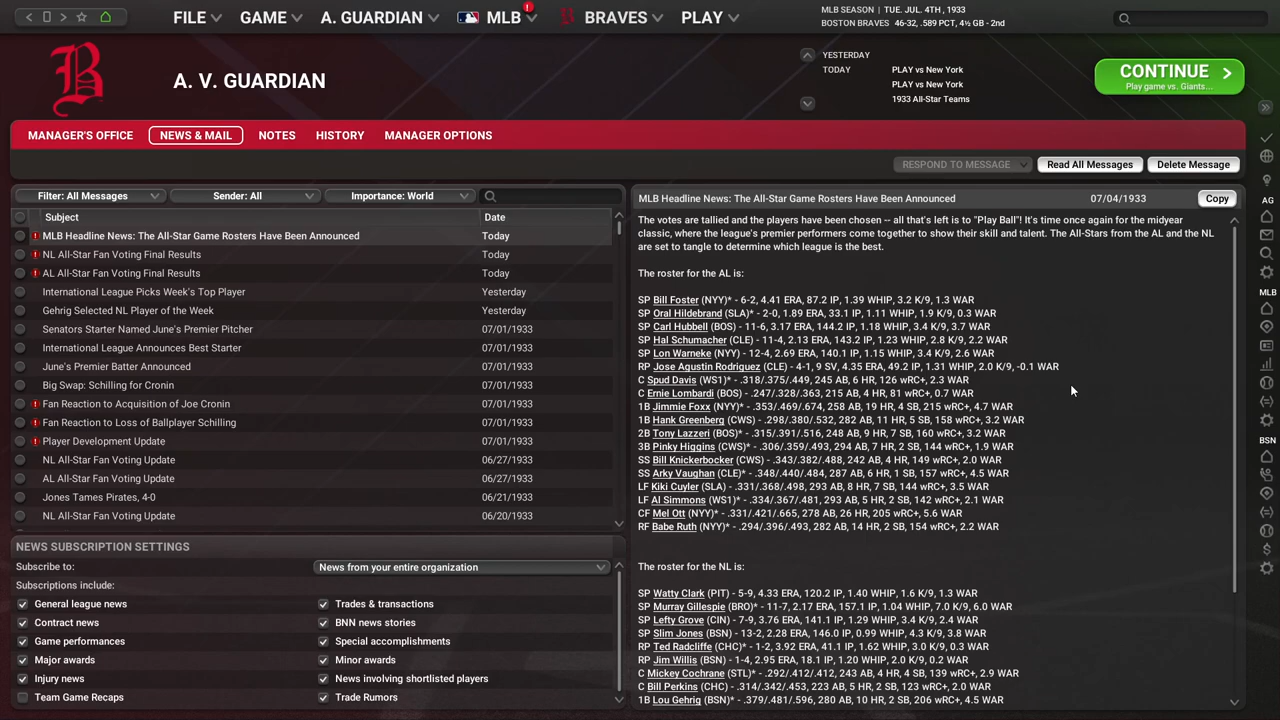 FILE GAME A. GUARDIAN MLB BRAVES PLAY
MLB SEASON | TUE. JUL. 4TH , 1933
BOSTON BRAVES 46-32, .589 PCT, 4½ GB - 2nd
B
A. V. GUARDIAN
YESTERDAY
TODAY PLAY vs New York
PLAY vs New York
1933 All-Star Teams
CONTINUE
Play game vs. Giants...
MANAGER'S OFFICE NEWS & MAIL NOTES HISTORY MANAGER OPTIONS
RESPOND TO MESSAGE Read All Messages Delete Message
Filter: All Messages Sender: All Importance: World
Subject Date
MLB Headline News: The All-Star Game Rosters Have Been Announced Today
NL All-Star Fan Voting Final Results Today
AL All-Star Fan Voting Final Results Today
International League Picks Week's Top Player Yesterday
Gehrig Selected NL Player of the Week Yesterday
Senators Starter Named June's Premier Pitcher 07/01/1933
International League Announces Best Starter 07/01/1933
June's Premier Batter Announced 07/01/1933
Big Swap: Schilling for Cronin 07/01/1933
Fan Reaction to Acquisition of Joe Cronin 07/01/1933
Fan Reaction to Loss of Ballplayer Schilling 07/01/1933
Player Development Update 07/01/1933
NL All-Star Fan Voting Update 06/27/1933
AL All-Star Fan Voting Update 06/27/1933
Jones Tames Pirates, 4-0 06/21/1933
NL All-Star Fan Voting Update 06/20/1933
NEWS SUBSCRIPTION SETTINGS
Subscribe to: News from your entire organization
Subscriptions include:
General league news Trades & transactions
Contract news BNN news stories
Game performances Special accomplishments
Major awards Minor awards
Injury news News involving shortlisted players
Team Game Recaps Trade Rumors
MLB Headline News: The All-Star Game Rosters Have Been Announced 07/04/1933 Copy
The votes are tallied and the players have been chosen -- all that's left is to "Play Ball"! It's time once again for the midyear
classic, where the league's premier performers come together to show their skill and talent. The All-Stars from the AL and the NL
are set to tangle to determine which league is the best.
The roster for the AL is:
SP Bill Foster (NYY)* - 6-2, 4.41 ERA, 87.2 IP, 1.39 WHIP, 3.2 K/9, 1.3 WAR
SP Oral Hildebrand (SLA)* - 2-0, 1.89 ERA, 33.1 IP, 1.11 WHIP, 1.9 K/9, 0.3 WAR
SP Carl Hubbell (BOS) - 11-6, 3.17 ERA, 144.2 IP, 1.18 WHIP, 3.4 K/9, 3.7 WAR
SP Hal Schumacher (CLE) - 11-4, 2.13 ERA, 143.2 IP, 1.23 WHIP, 2.8 K/9, 2.2 WAR
SP Lon Warneke (NYY) - 12-4, 2.69 ERA, 140.1 IP, 1.15 WHIP, 3.4 K/9, 2.6 WAR
RP Jose Agustin Rodriguez (CLE) - 4-1, 9 SV, 4.35 ERA, 49.2 IP, 1.31 WHIP, 2.0 K/9, -0.1 WAR
C Spud Davis (WS1)* - .318/.375/.449, 245 AB, 6 HR, 126 wRC+, 2.3 WAR
C Ernie Lombardi (BOS) - .247/.328/.363, 215 AB, 4 HR, 81 wRC+, 0.7 WAR
1B Jimmie Foxx (NYY)* - .353/.469/.674, 258 AB, 19 HR, 4 SB, 215 wRC+, 4.7 WAR
1B Hank Greenberg (CWS) - .298/.380/.532, 282 AB, 11 HR, 5 SB, 158 wRC+, 3.2 WAR
2B Tony Lazzeri (BOS)* - .315/.391/.516, 248 AB, 9 HR, 7 SB, 160 wRC+, 3.2 WAR
3B Pinky Higgins (CWS)* - .306/.359/.493, 294 AB, 7 HR, 2 SB, 144 wRC+, 1.9 WAR
SS Bill Knickerbocker (CWS) - .343/.382/.488, 242 AB, 4 HR, 149 wRC+, 2.0 WAR
SS Arky Vaughan (CLE)* - .348/.440/.484, 287 AB, 6 HR, 1 SB, 157 wRC+, 4.5 WAR
LF Kiki Cuyler (SLA) - .331/.368/.498, 293 AB, 8 HR, 7 SB, 144 wRC+, 3.5 WAR
LF Al Simmons (WS1)* - .334/.367/.481, 293 AB, 5 HR, 2 SB, 142 wRC+, 2.1 WAR
CF Mel Ott (NYY)* - .331/.421/.665, 278 AB, 26 HR, 205 wRC+, 5.6 WAR
RF Babe Ruth (NYY)* - .294/.396/.493, 282 AB, 14 HR, 2 SB, 154 wRC+, 2.2 WAR
The roster for the NL is:
SP Watty Clark (PIT) - 5-9, 4.33 ERA, 120.2 IP, 1.40 WHIP, 1.6 K/9, 1.3 WAR
SP Murray Gillespie (BRO)* - 11-7, 2.17 ERA, 157.1 IP, 1.04 WHIP, 7.0 K/9, 6.0 WAR
SP Lefty Grove (CIN) - 7-9, 3.76 ERA, 141.1 IP, 1.29 WHIP, 3.4 K/9, 2.4 WAR
SP Slim Jones (BSN) - 13-2, 2.28 ERA, 146.0 IP, 0.99 WHIP, 4.3 K/9, 3.8 WAR
RP Ted Radcliffe (CHC)* - 1-2, 3.92 ERA, 41.1 IP, 1.62 WHIP, 3.0 K/9, 0.3 WAR
RP Jim Willis (BSN) - 1-4, 2.95 ERA, 18.1 IP, 1.20 WHIP, 2.0 K/9, 0.2 WAR
C Mickey Cochrane (STL)* - .292/.412/.412, 243 AB, 4 HR, 4 SB, 139 wRC+, 2.9 WAR
C Bill Perkins (CHC) - .314/.342/.453, 223 AB, 5 HR, 2 SB, 123 wRC+, 2.0 WAR
1B Lou Gehrig (BSN)* - .379/.481/.596, 280 AB, 10 HR, 2 SB, 206 wRC+, 4.5 WAR
AG
MLB
BSN